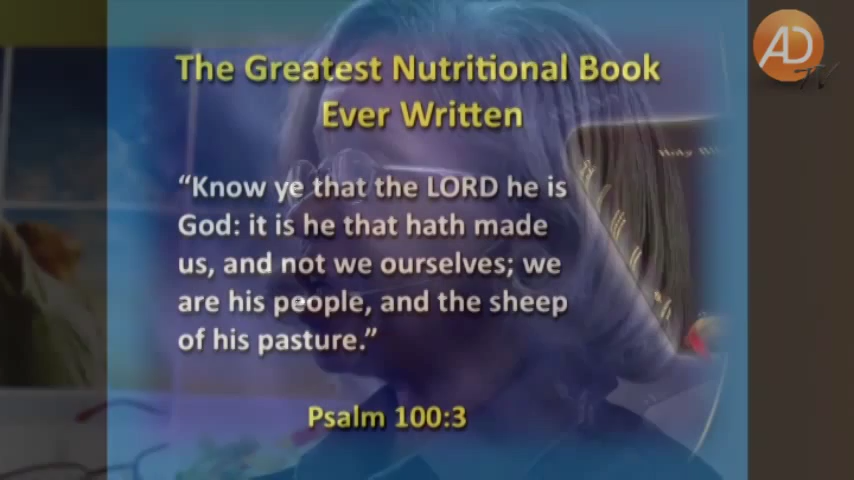 AD
TV
The Greatest Nutritional Book
Ever Written
Holy
“Know ye that the LORD he is
God: it is he that hath made
us, and not we ourselves; we
are his people, and the sheep
of his pasture.”
Psalm 100:3